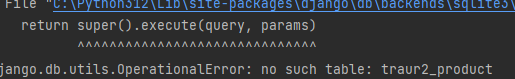 File "C:\Python312\Lib\site-packages\django\db\backends\sqlite3\
return super().execute(query, params)
^^^^^^^^^^^^^^^^^^^^^^^^^^^^^^
jango.db.utils.OperationalError: no such table: traur2_product